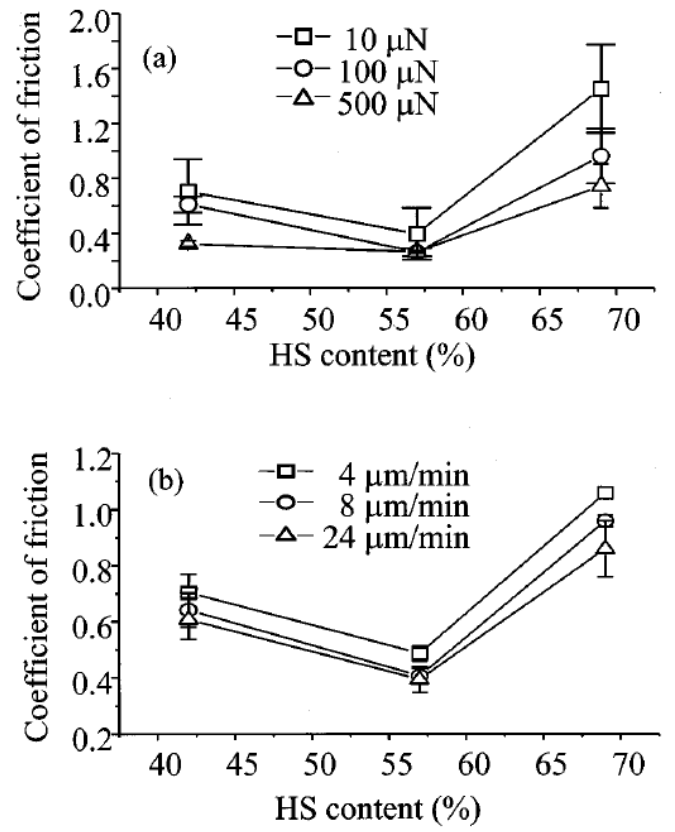 2.0
(a)
10 μN
100 μN
500 μN
1.6
1.2
0.8
0.4
0.0
Coefficient of friction
40 45 50 55 60 65 70
HS content (%)
1.2
(b)
4 μm/min
8 μm/min
24 μm/min
1.0
0.8
0.6
0.4
0.2
Coefficient of friction
40 45 50 55 60 65 70
HS content (%)